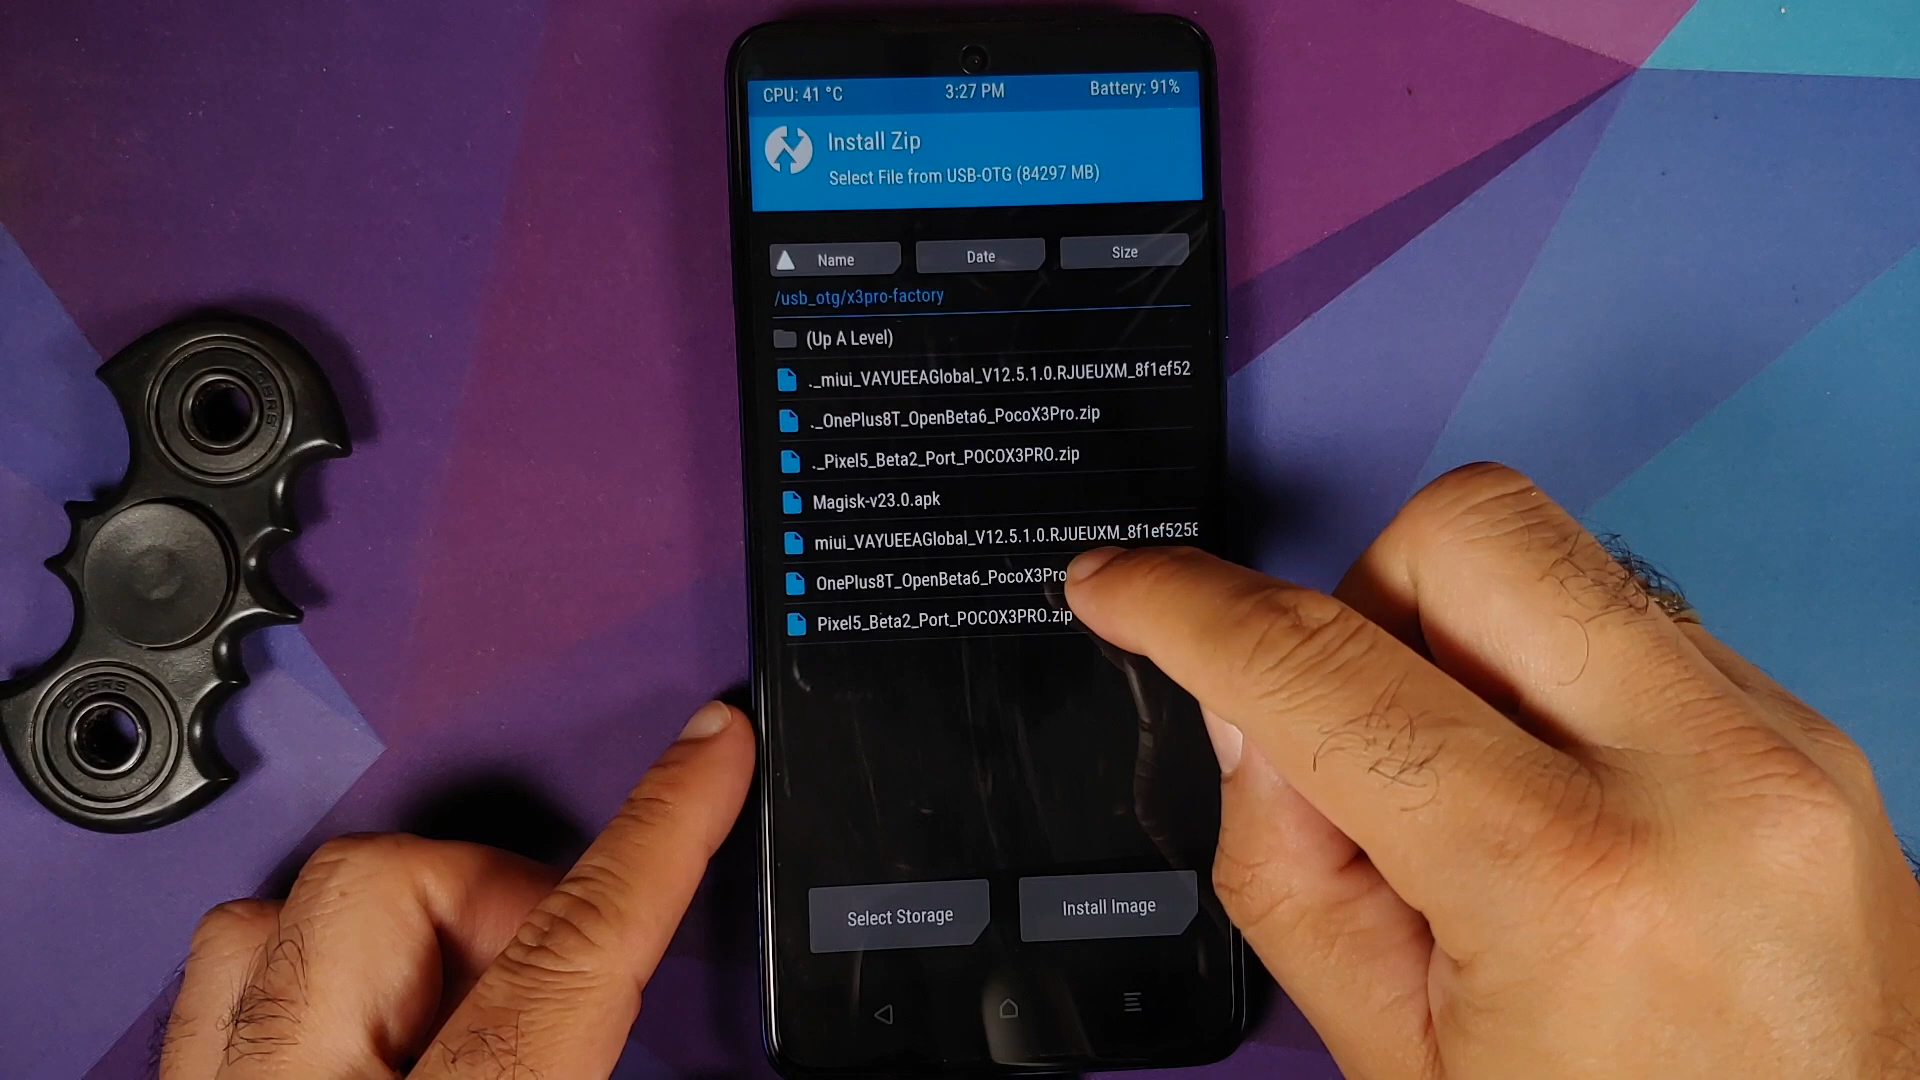 CPU: 41 °C 3:27 PM Battery: 91%
Install Zip
Select File from USB-OTG (84297 MB)
Name Date Size
/usb_otg/x3pro-factory
(Up A Level)
._miui_VAYUEEAGlobal_V12.5.1.0.RJUEUXM_8f1ef52
._OnePlus8T_OpenBeta6_PocoX3Pro.zip
._Pixel5_Beta2_Port_POCOX3PRO.zip
Magisk-v23.0.apk
miui_VAYUEEAGlobal_V12.5.1.0.RJUEUXM_8f1ef5258
OnePlus8T_OpenBeta6_PocoX3Pro
Pixel5_Beta2_Port_POCOX3PRO.zip
Select Storage Install Image